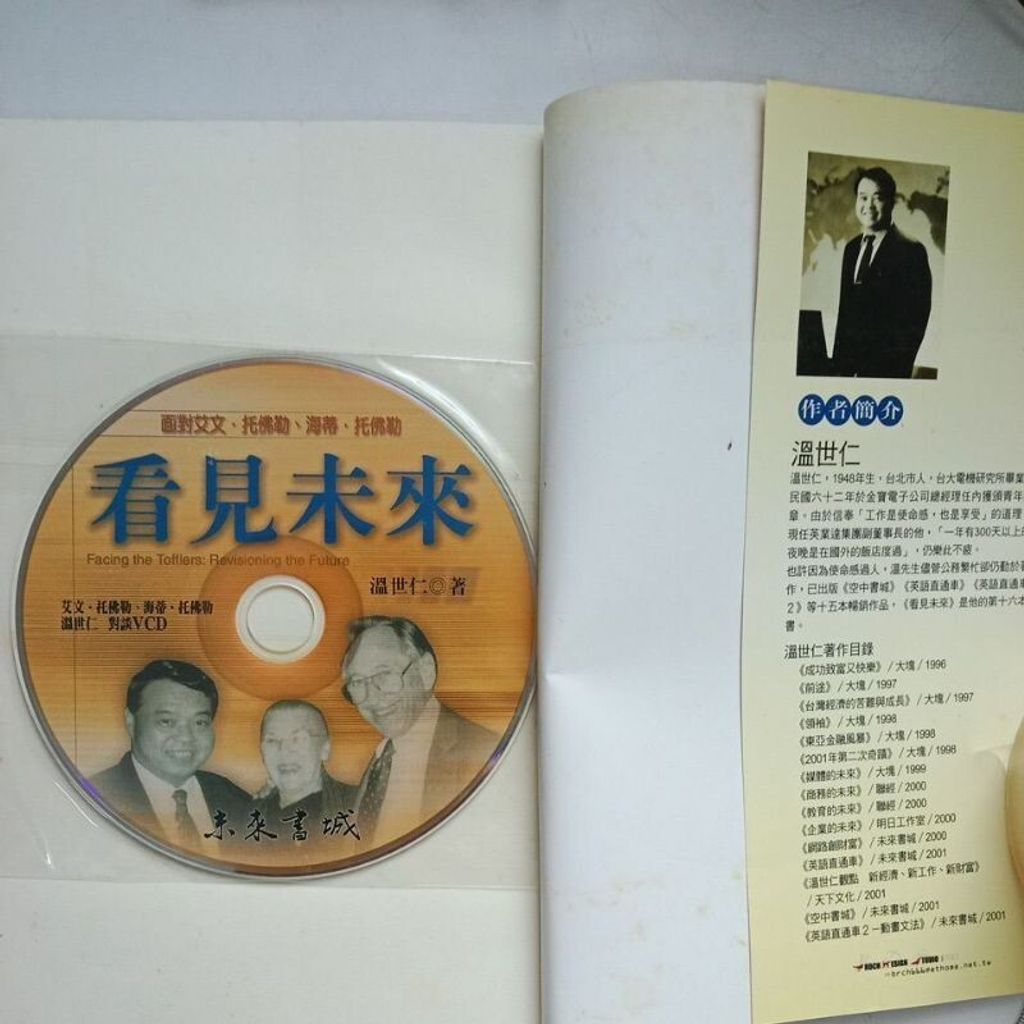 面對艾文、托佛勒、海蒂、托佛勒
看見未來
Facing the Tofflers: Revisioning the Future
溫世仁◎著
艾文、托佛勒、海蒂、托佛勒
溫世仁 對談VCD
未來書城
作者簡介
溫世仁
溫世仁，1948年生，台北市人，台大電機研究所畢業
民國六十二年於金寶電子公司總經理任內獲頒青年
章。由於信奉「工作是使命感，也是享受」的道理
現任英業達集團副董事長的他，「一年有300天以上
夜晚是在國外的飯店度過」，仍樂此不疲。
也許因為使命感過人，溫先生儘管公務繁忙卻仍勤於
作，已出版《空中書城》《英語直通車》《英語直通
2》等十五本暢銷作品，《看見未來》是他的第十六本
書。
溫世仁著作目錄
《成功致富又快樂》/ 大塊 / 1996
《前途》/ 大塊 / 1997
《台灣經濟的苦難與成長》/ 大塊 / 1997
《領袖》/ 大塊 / 1998
《東亞金融風暴》/ 大塊 / 1998
《2001年第二次奇蹟》/ 大塊 / 1998
《媒體的未來》/ 大塊 / 1999
《商務的未來》/ 聯經 / 2000
《教育的未來》/ 聯經 / 2000
《企業的未來》/ 明日工作室 / 2000
《網路創財富》/ 未來書城 / 2000
《英語直通車》/ 未來書城 / 2001
《溫世仁觀點 新經濟、新工作、新財富》
/ 天下文化 / 2001
《空中書城》/ 未來書城 / 2001
《英語直通車2－動畫文法》/ 未來書城 / 2001